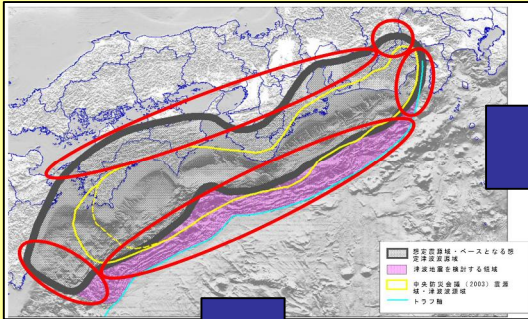 想定震源域・ベースとなる想
定津波波源域
津波地震を検討する領域
中央防災会議（2003）震源
域・津波波源域
トラフ軸